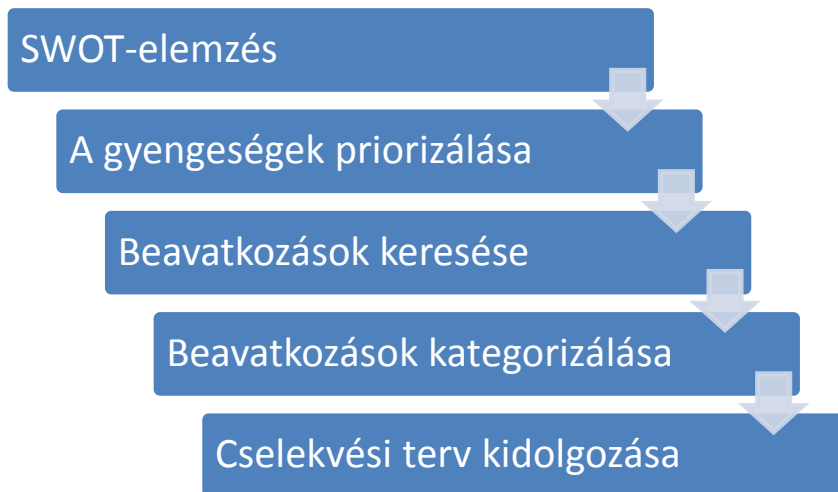 SWOT-elemzés
A gyengeségek priorizálása
Beavatkozások keresése
Beavatkozások kategorizálása
Cselekvési terv kidolgozása